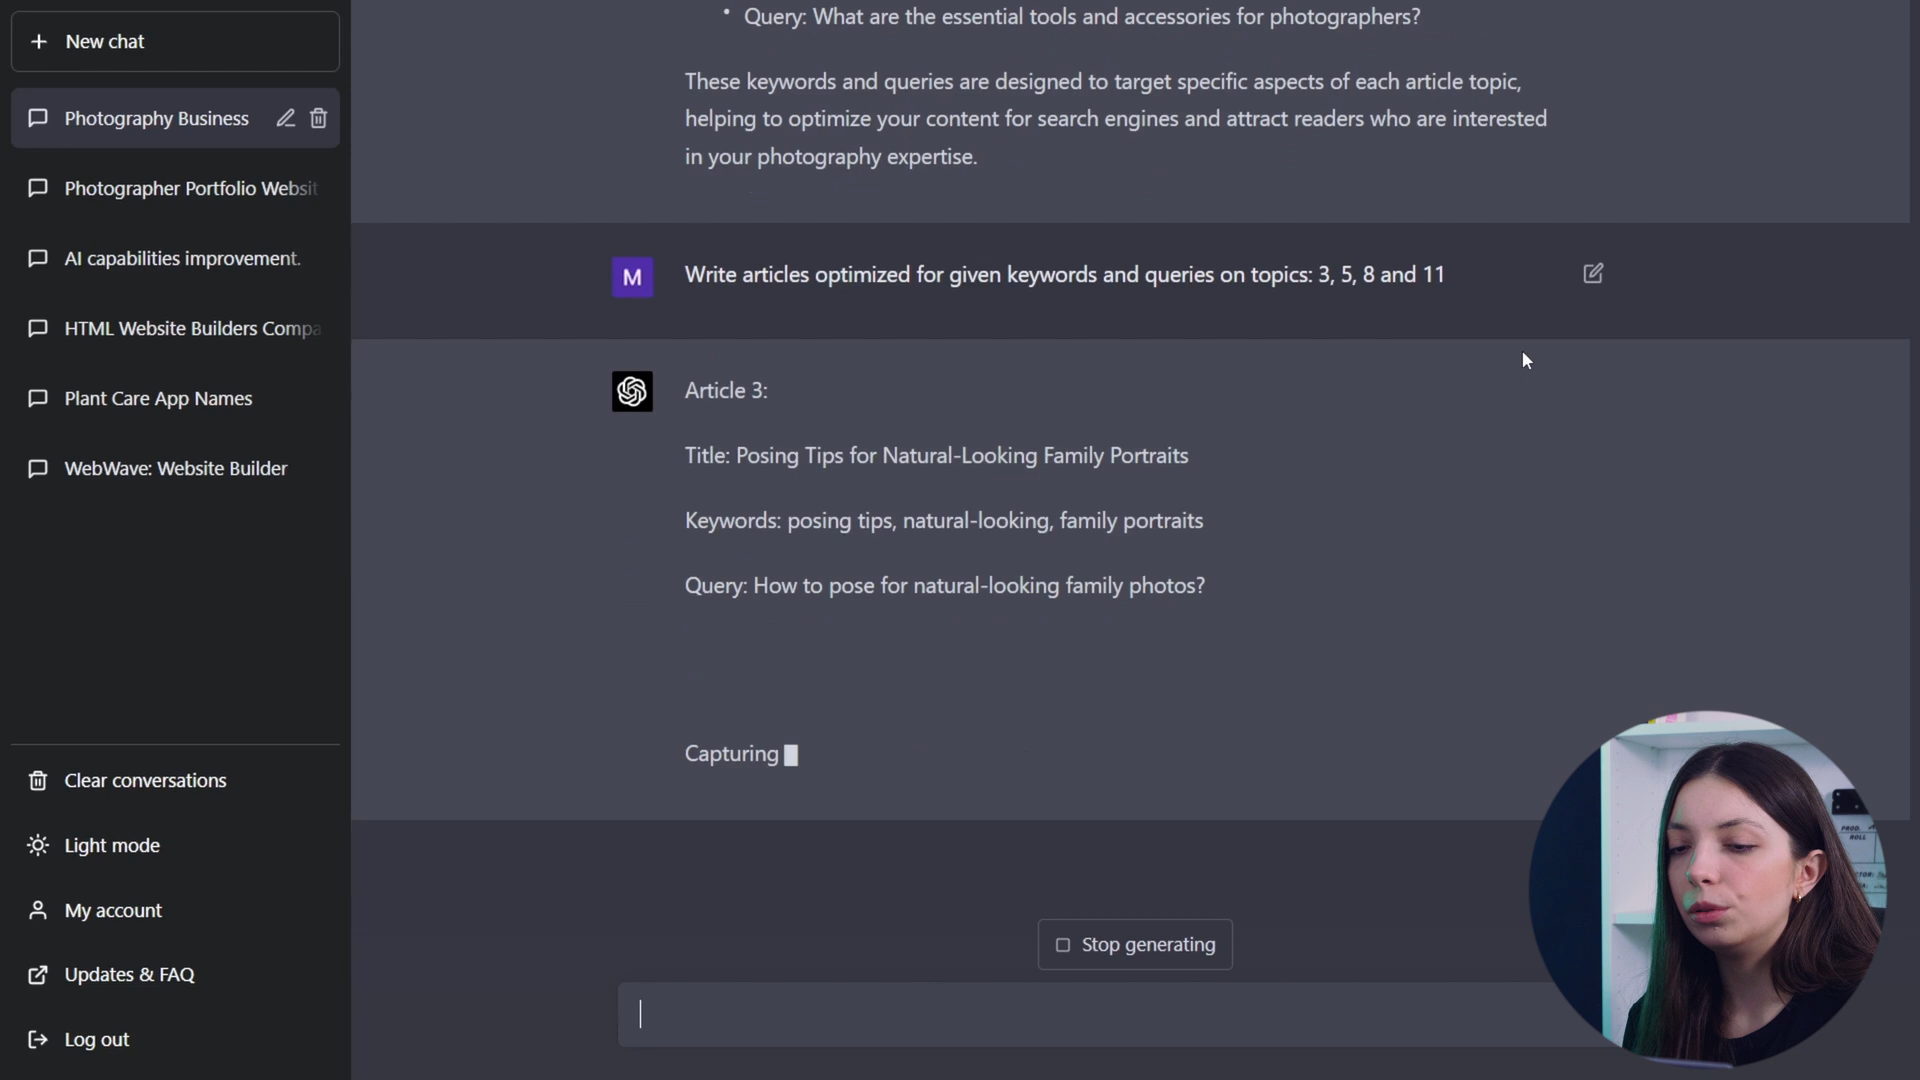 New chat
Photography Business
Photographer Portfolio Websit
AI capabilities improvement.
HTML Website Builders Compa
Plant Care App Names
WebWave: Website Builder
Clear conversations
Light mode
My account
Updates & FAQ
Log out
• Query: What are the essential tools and accessories for photographers?
These keywords and queries are designed to target specific aspects of each article topic,
helping to optimize your content for search engines and attract readers who are interested
in your photography expertise.
M
Write articles optimized for given keywords and queries on topics: 3, 5, 8 and 11
Article 3:
Title: Posing Tips for Natural-Looking Family Portraits
Keywords: posing tips, natural-looking, family portraits
Query: How to pose for natural-looking family photos?
Capturing
Stop generating
PROD.
ROLL